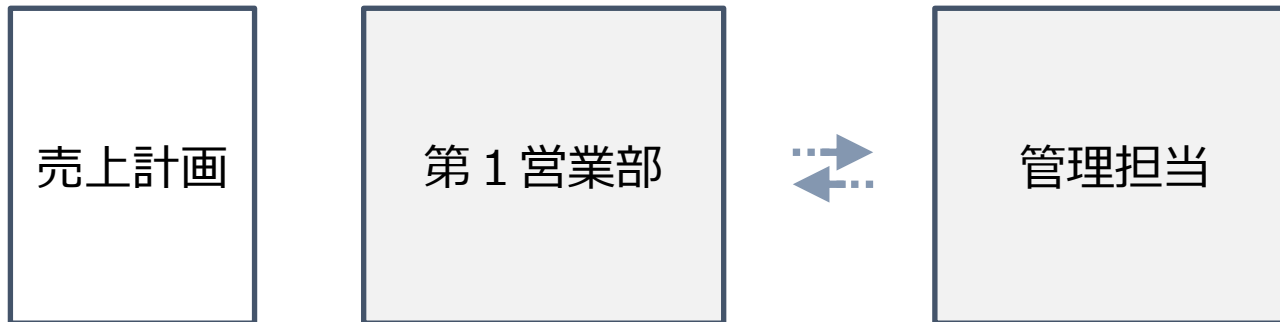 売上計画
第１営業部
管理担当